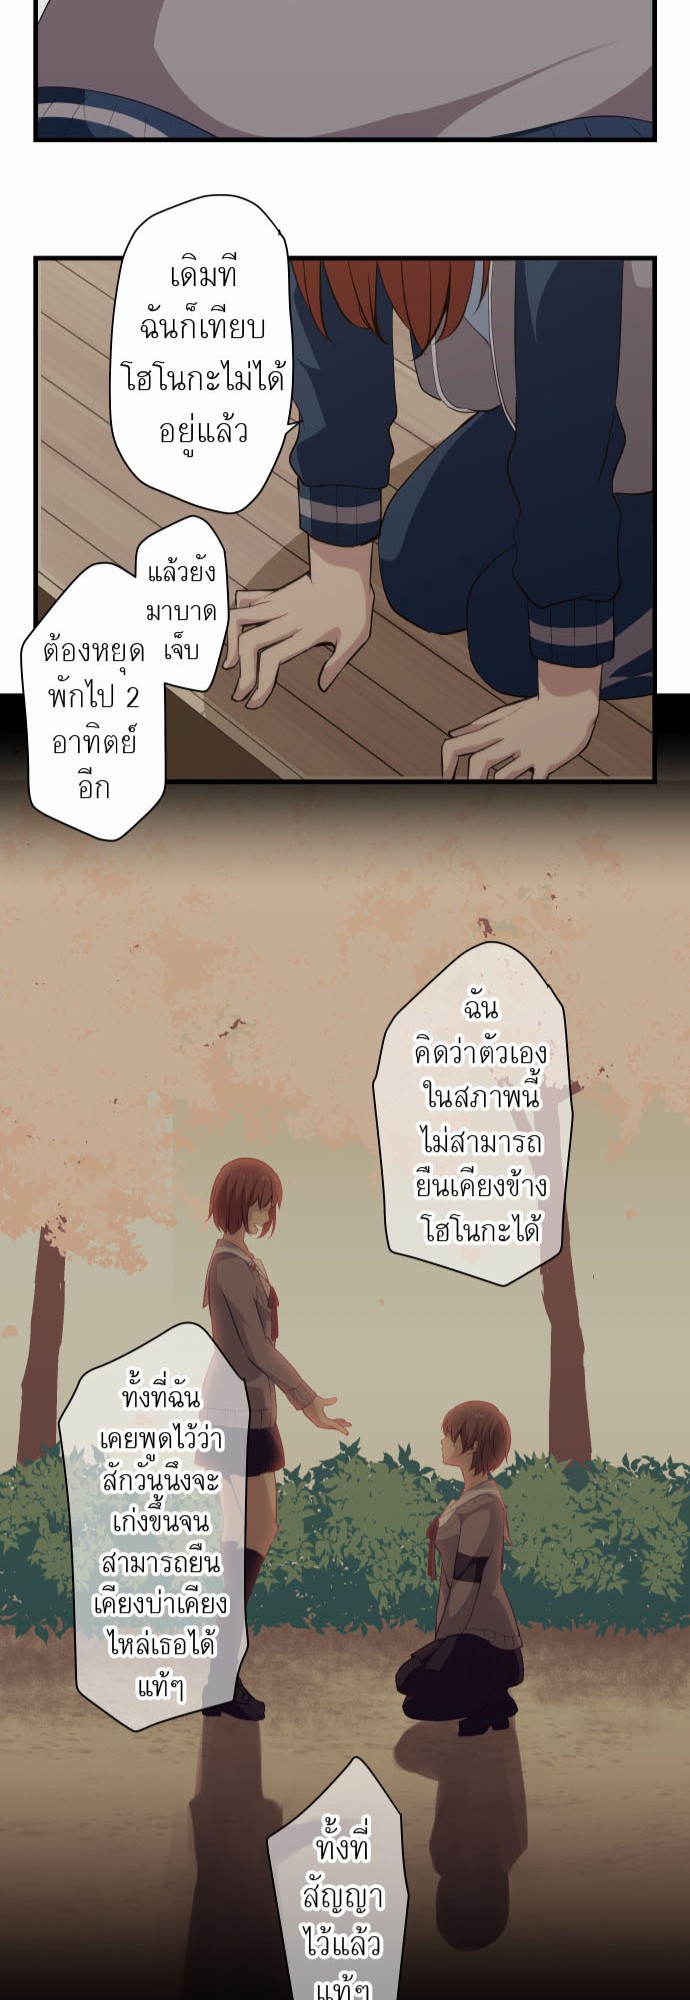 เดิมที
ฉันก็เทียบ
โฮโนกะไม่ได้
อยู่แล้ว
แล้วยัง
มาบาด
เจ็บ
ต้องหยุด
พักไป 2
อาทิตย์
อีก
ฉัน
คิดว่าตัวเอง
ในสภาพนี้
ไม่สามารถ
ยืนเคียงข้าง
โฮโนกะได้
ทั้งที่ฉัน
เคยพูดไว้ว่า
สักวันนึงจะ
เก่งขึ้นจน
สามารถยืน
เคียงบ่าเคียง
ไหล่เธอได้
แท้ๆ
ทั้งที่
สัญญา
ไว้แล้ว
แท้ๆ